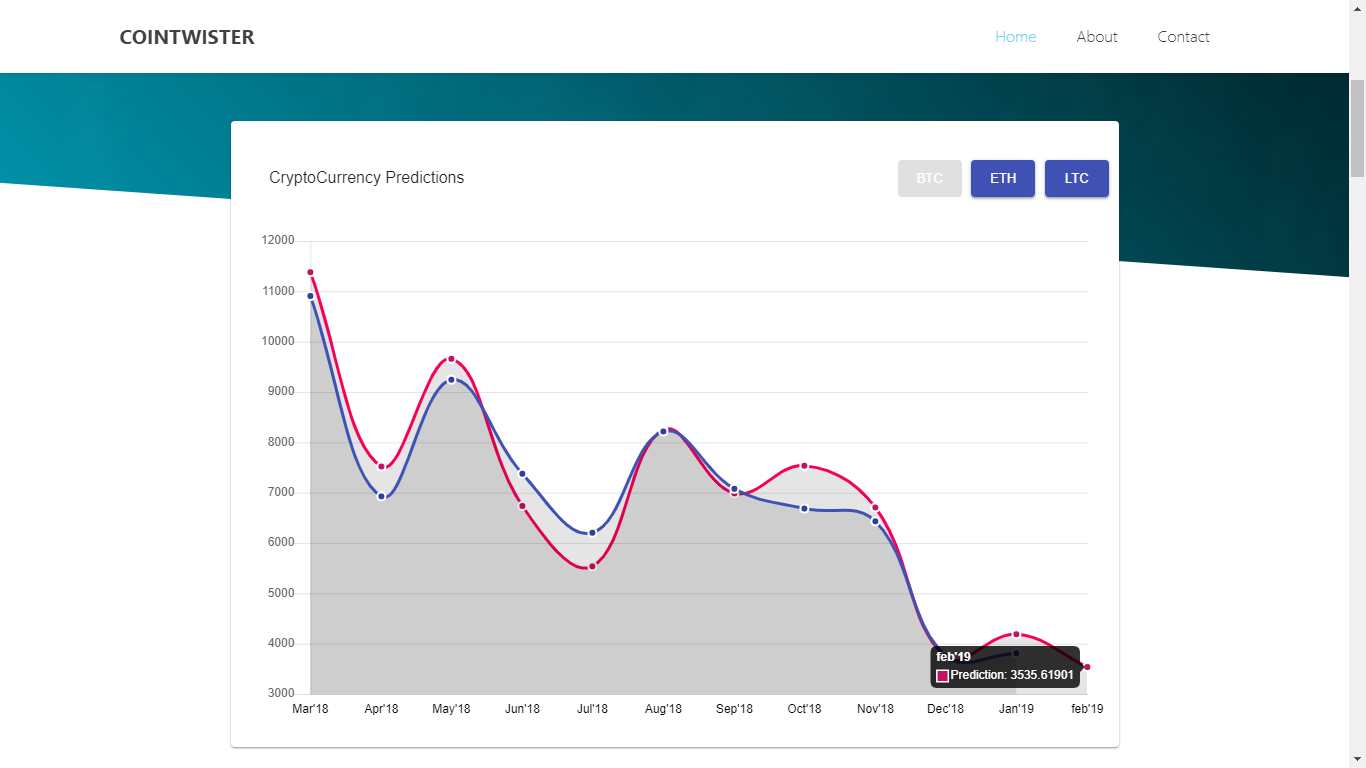 COINTWISTER
Home About Contact
CryptoCurrency Predictions
BTC ETH LTC
12000
11000
10000
9000
8000
7000
6000
5000
4000
3000
feb'19
Prediction: 3535.61901
Mar'18 Apr'18 May'18 Jun'18 Jul'18 Aug'18 Sep'18 Oct'18 Nov'18 Dec'18 Jan'19 feb'19